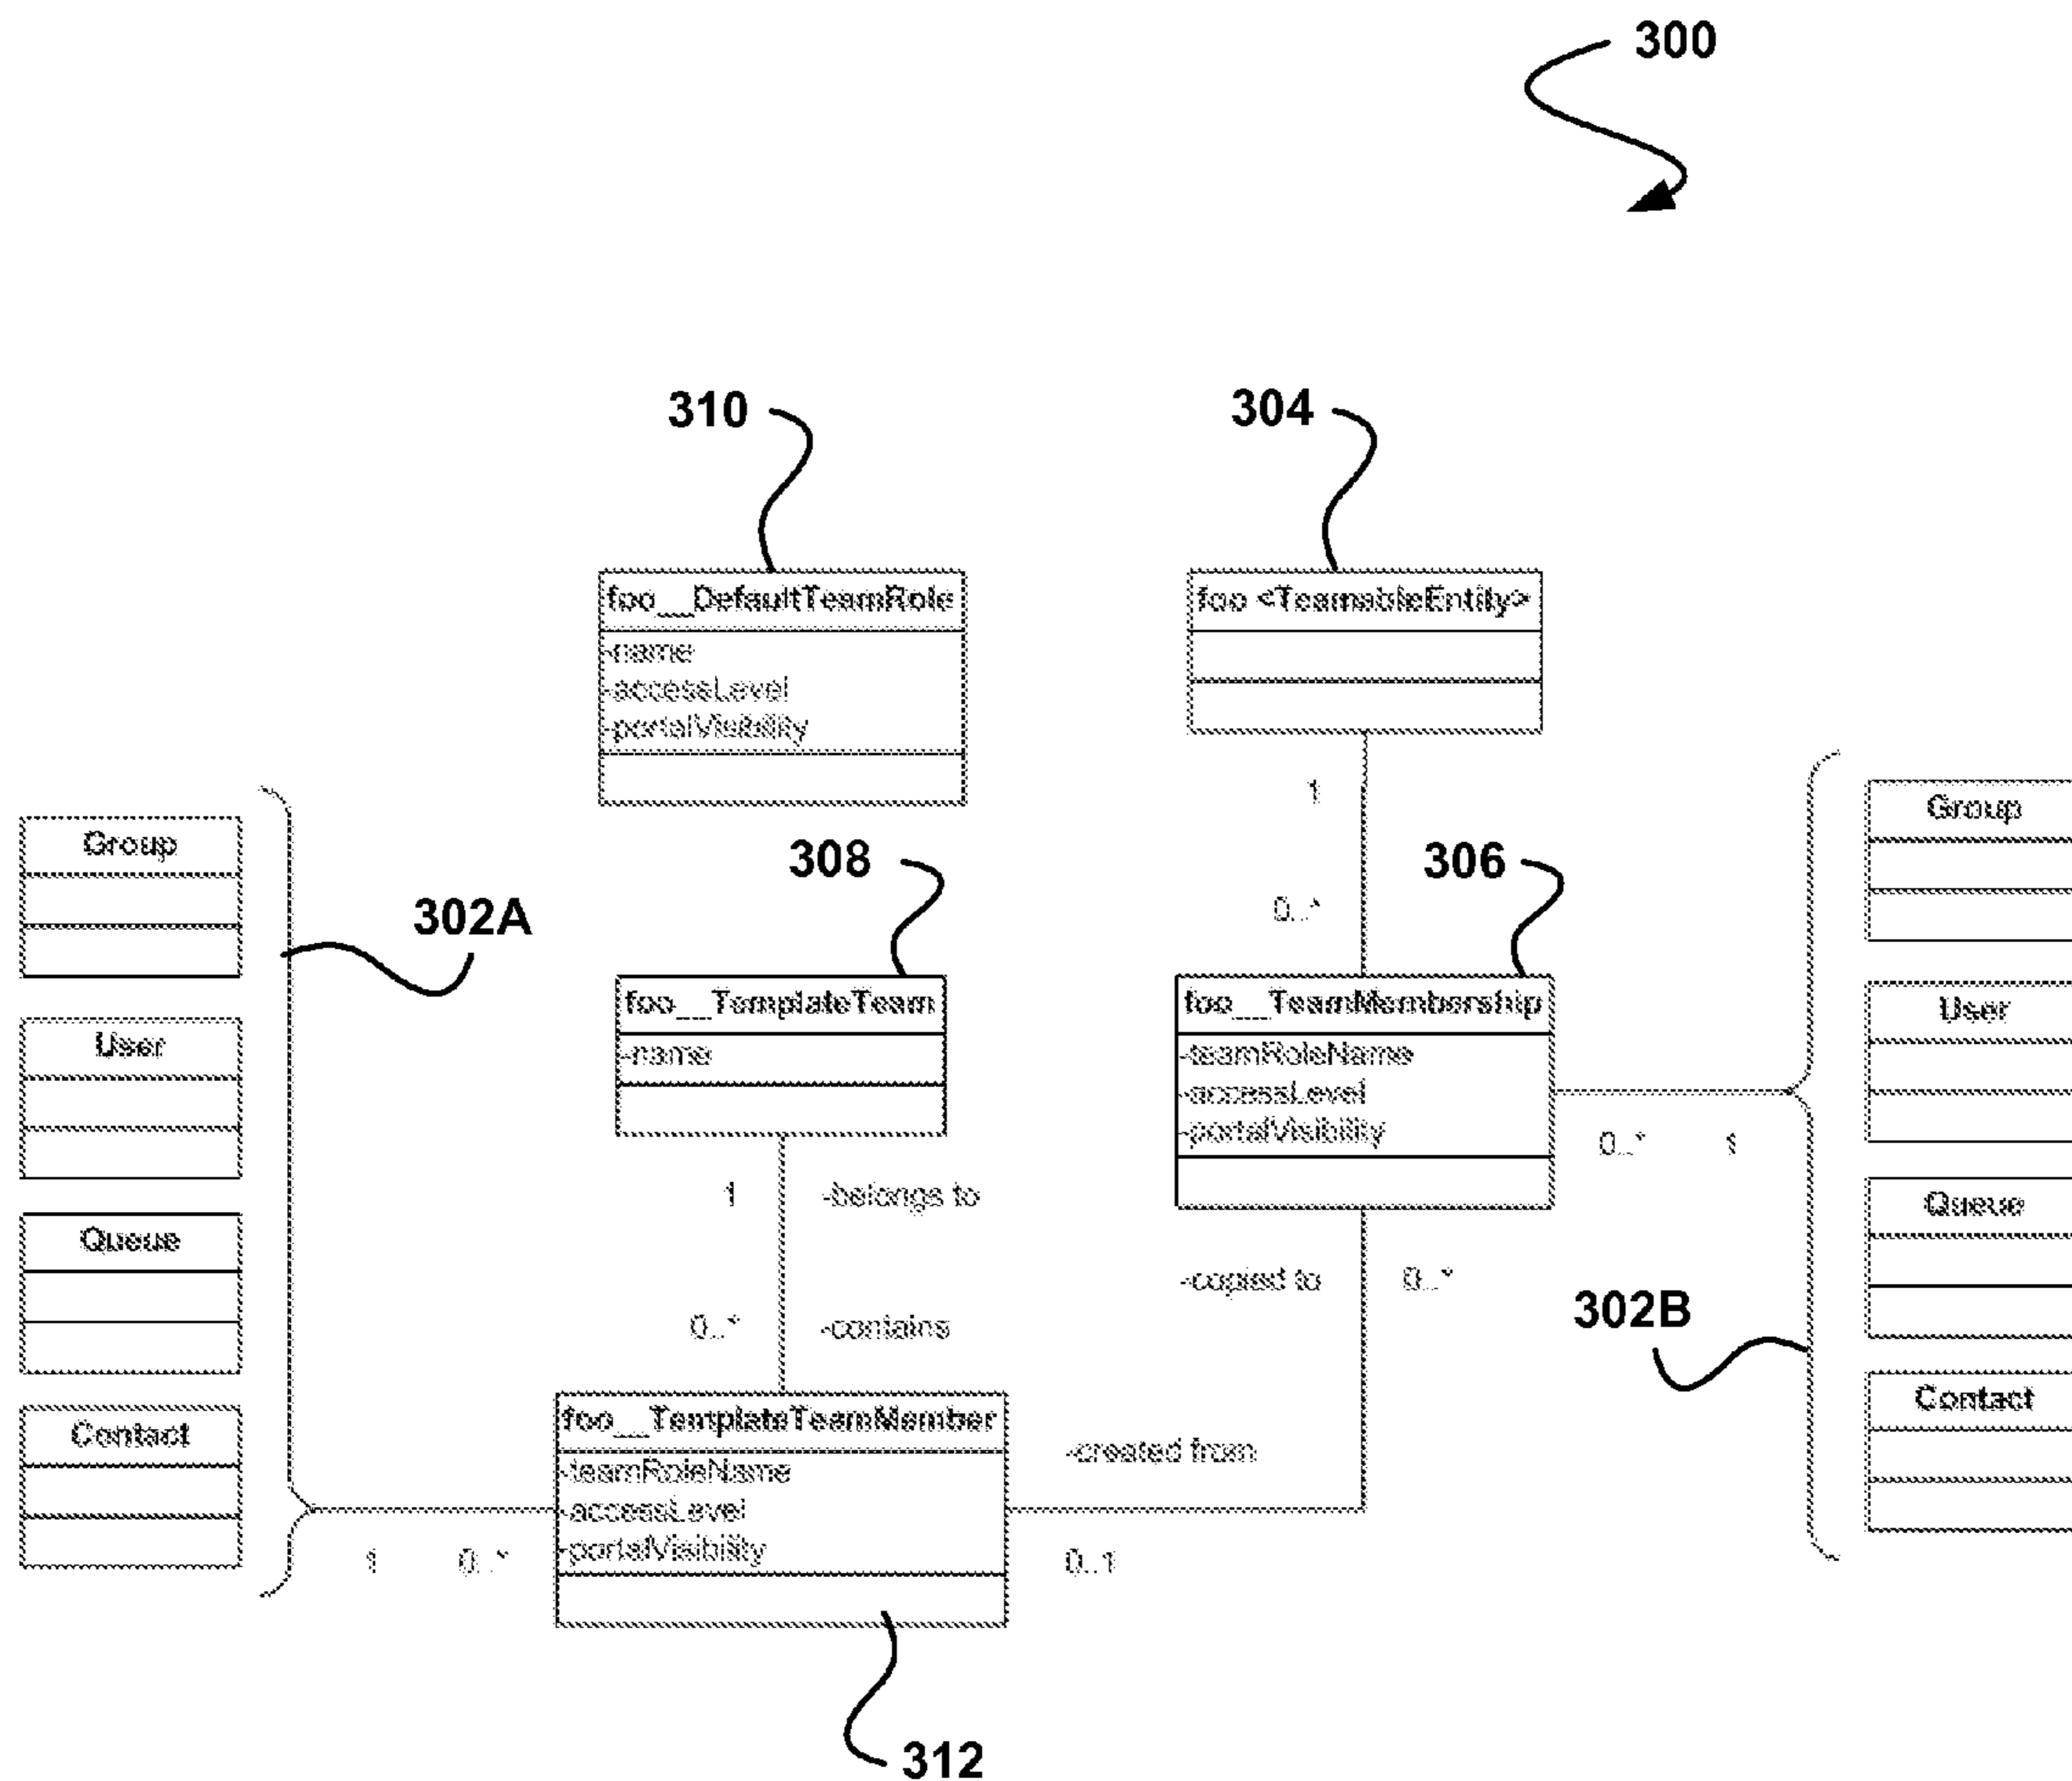 300
310
304
foo__DefaultTeamRole
-name
-accessLevel
-portalVisibility
foo <TeamableEntity>
1
0..*
308
306
302A
Group
User
Queue
Contact
foo__TemplateTeam
-name
foo__TeamMembership
-teamRoleName
-accessLevel
-portalVisibility
0..* 1
Group
User
Queue
Contact
1 -belongs to
0..* -contains
-copied to 0..*
302B
foo__TemplateTeamMember
-teamRoleName
-accessLevel
-portalVisibility
-created from
1 0..*
0..1
312